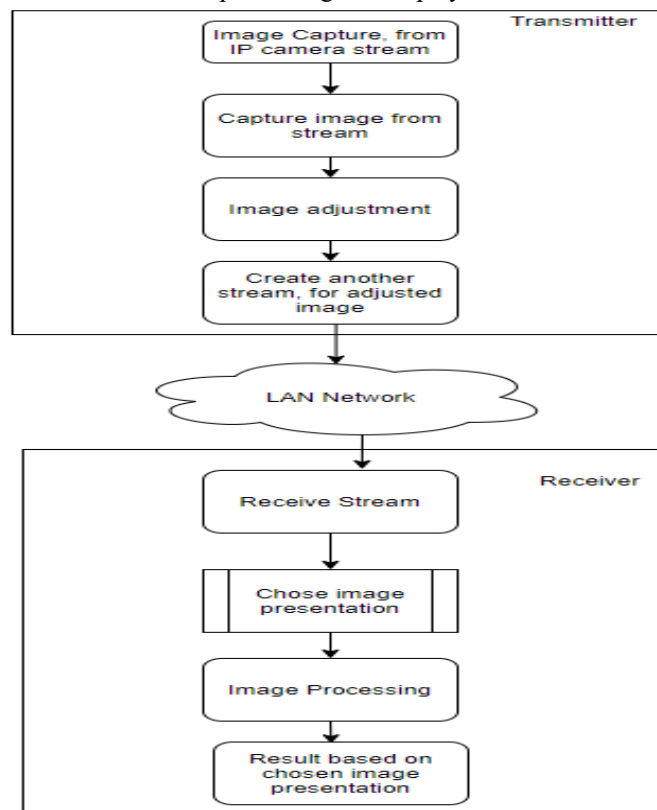 Transmitter
Image Capture, from
IP camera stream
Capture image from
stream
Image adjustment
Create another
stream, for adjusted
image
LAN Network
Receiver
Receive Stream
Chose image
presentation
Image Processing
Result based on
chosen image
presentation